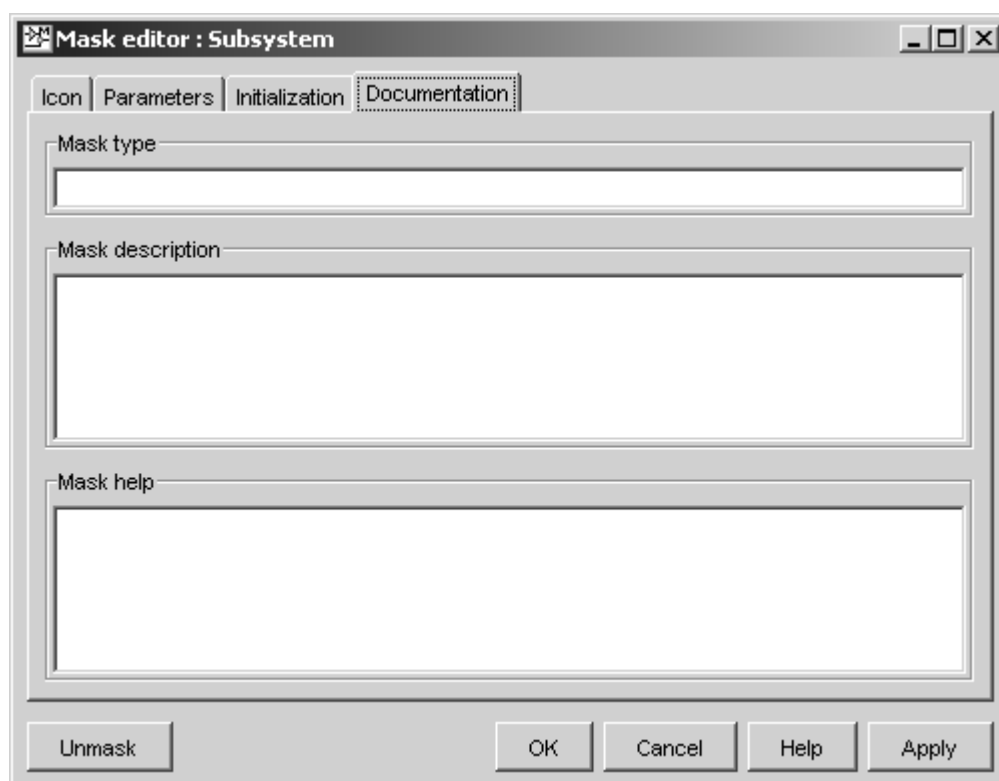 Mask editor : Subsystem
Icon Parameters Initialization Documentation
Mask type
Mask description
Mask help
Unmask OK Cancel Help Apply